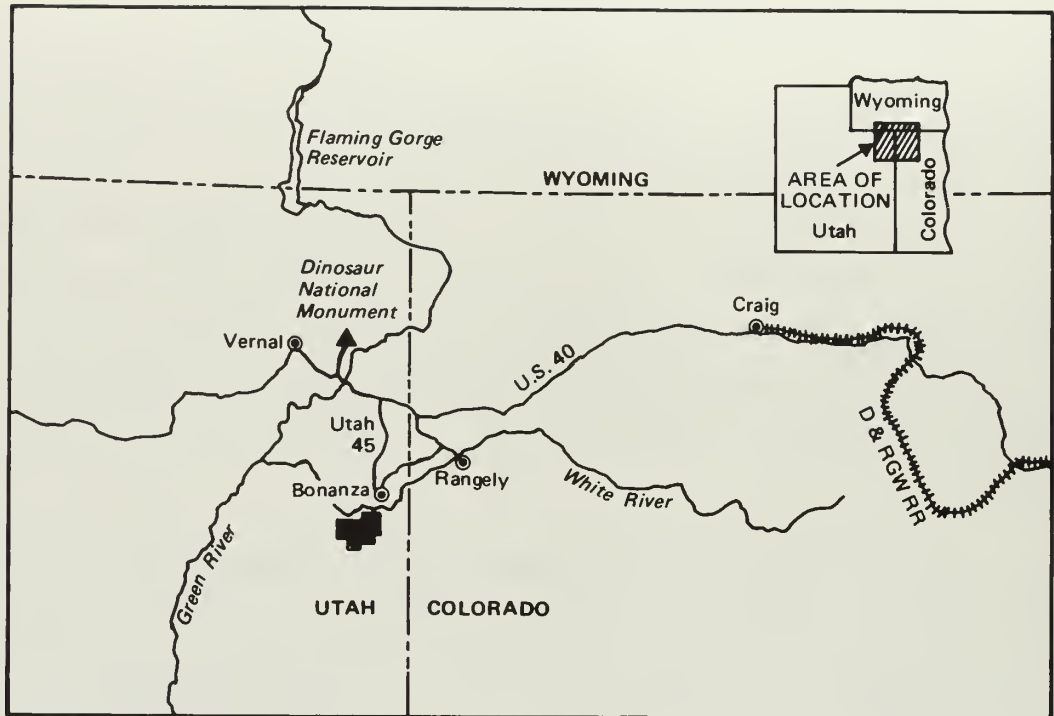 Flaming Gorge
Reservoir
WYOMING
Wyoming
AREA OF
LOCATION
Utah
Colorado
Dinosaur
National
Monument
Vernal
Craig
U.S. 40
Utah
45
Bonanza
Rangely
White River
D & RGW RR
Green River
UTAH
COLORADO